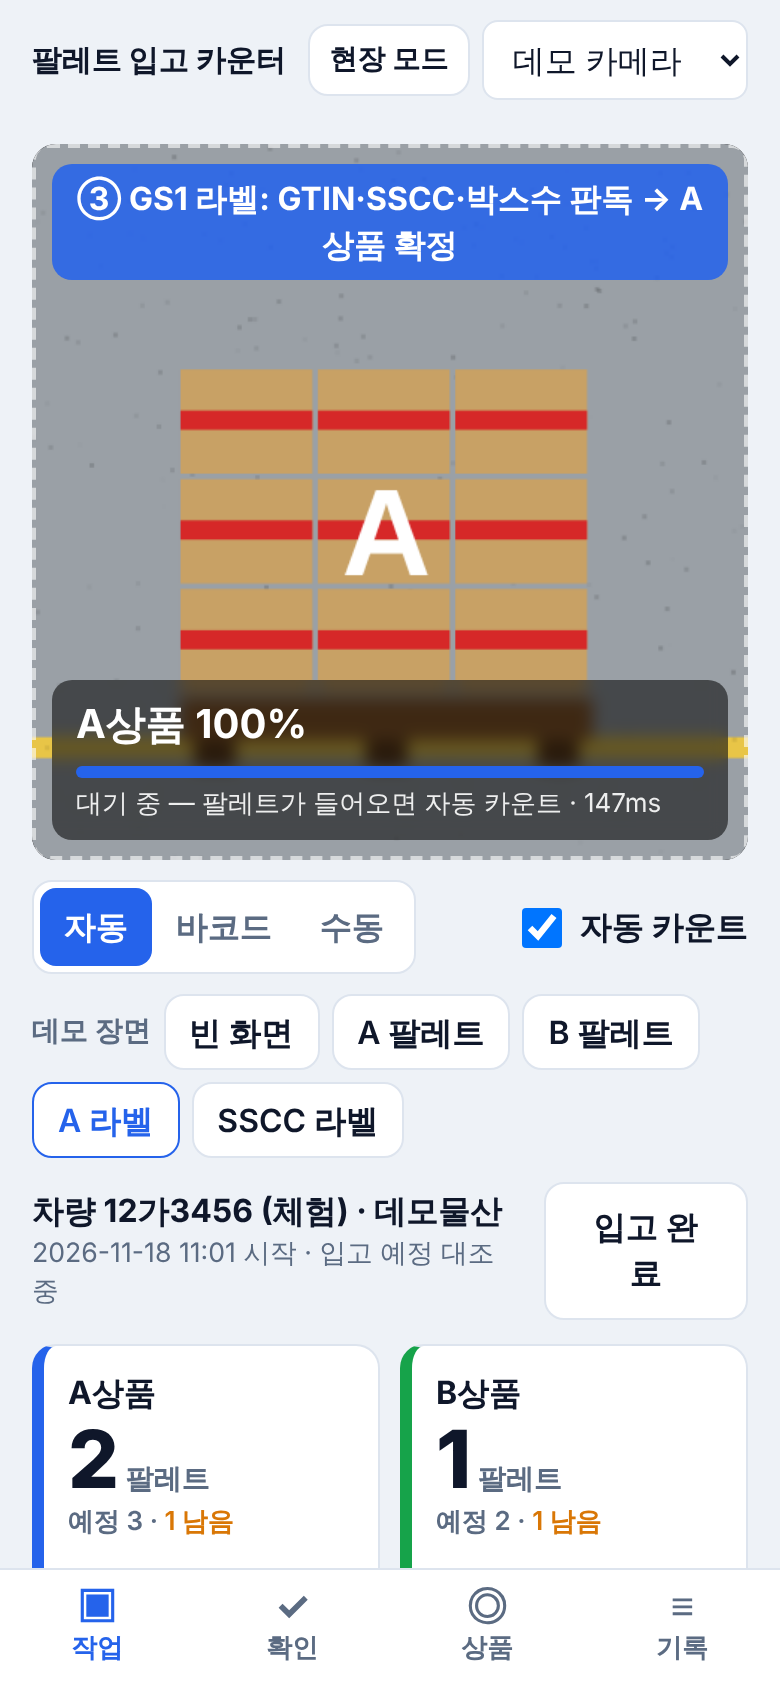 팔레트 입고 카운터
현장 모드
데모 카메라
③ GS1 라벨: GTIN·SSCC·박스수 판독 → A
상품 확정
A
A상품 100%
대기 중 — 팔레트가 들어오면 자동 카운트 · 147ms
자동
바코드
수동
자동 카운트
데모 장면
빈 화면
A 팔레트
B 팔레트
A 라벨
SSCC 라벨
차량 12가3456 (체험) · 데모물산
2026-11-18 11:01 시작 · 입고 예정 대조
중
입고 완
료
A상품
2 팔레트
예정 3 · 1 남음
B상품
1 팔레트
예정 2 · 1 남음
작업
확인
상품
기록